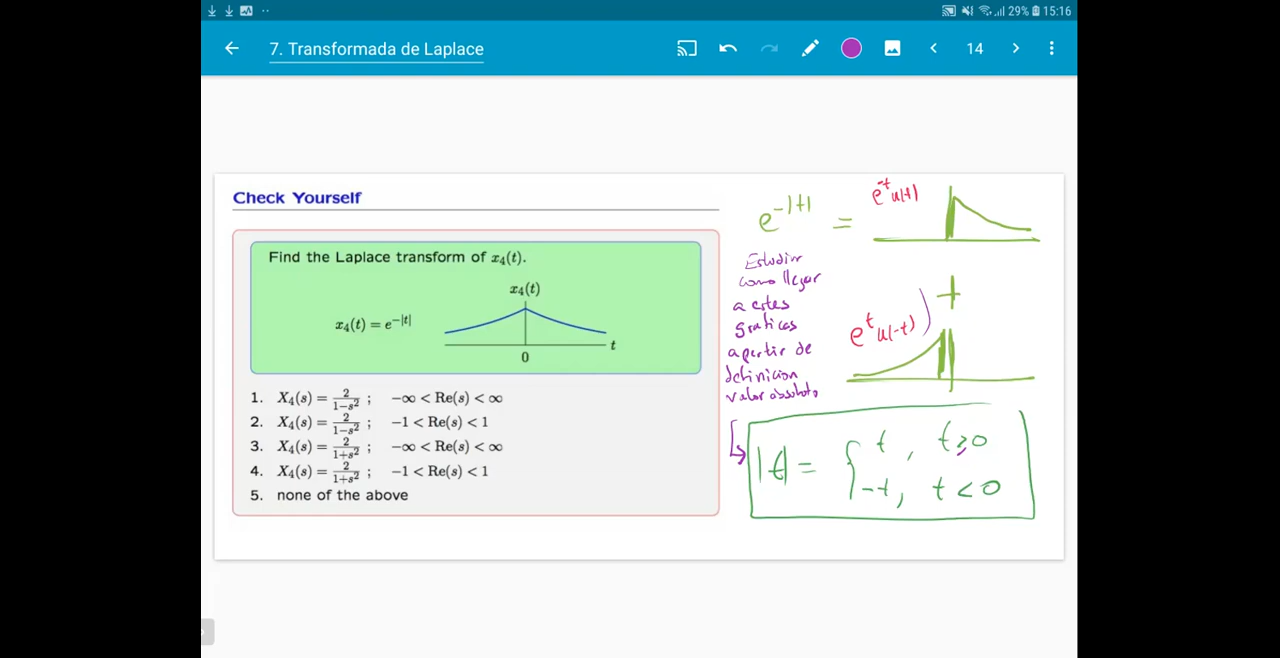 29% 15:16
7. Transformada de Laplace
14
Check Yourself
Find the Laplace transform of x₄(t).
x₄(t)
x₄(t) = e^{-|t|}
t
0
1. X₄(s) = 2/(1−s²) ; −∞ < Re(s) < ∞
2. X₄(s) = 2/(1−s²) ; −1 < Re(s) < 1
3. X₄(s) = 2/(1+s²) ; −∞ < Re(s) < ∞
4. X₄(s) = 2/(1+s²) ; −1 < Re(s) < 1
5. none of the above
e^{-|t|} =
e^{-t} u(t)
+
e^{t} u(-t)
Estudiar
como llegar
a estas
graficas
apartir de
definicion
valor absoluto
|t| = { t , t ≥ 0
-t , t < 0